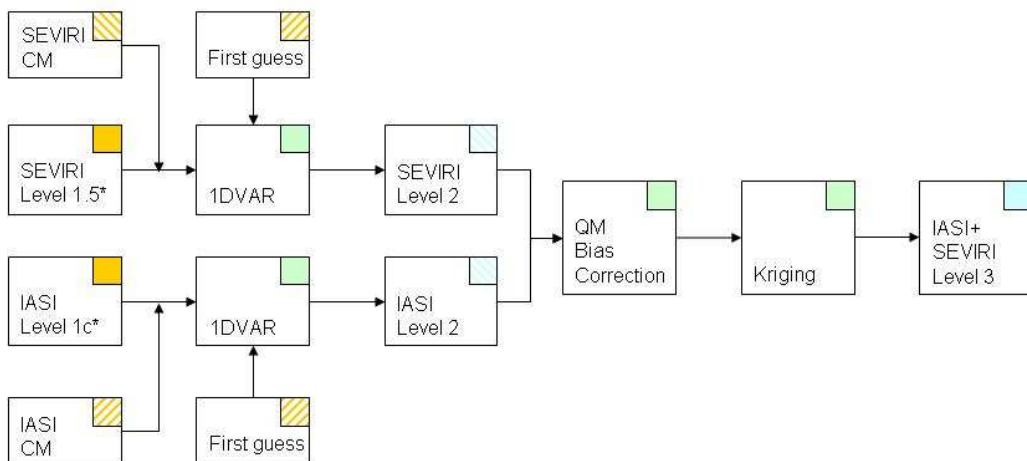 SEVIRI
CM
First guess
SEVIRI
Level 1.5*
1DVAR
SEVIRI
Level 2
QM
Bias
Correction
Kriging
IASI+
SEVIRI
Level 3
IASI
Level 1c*
1DVAR
IASI
Level 2
IASI
CM
First guess